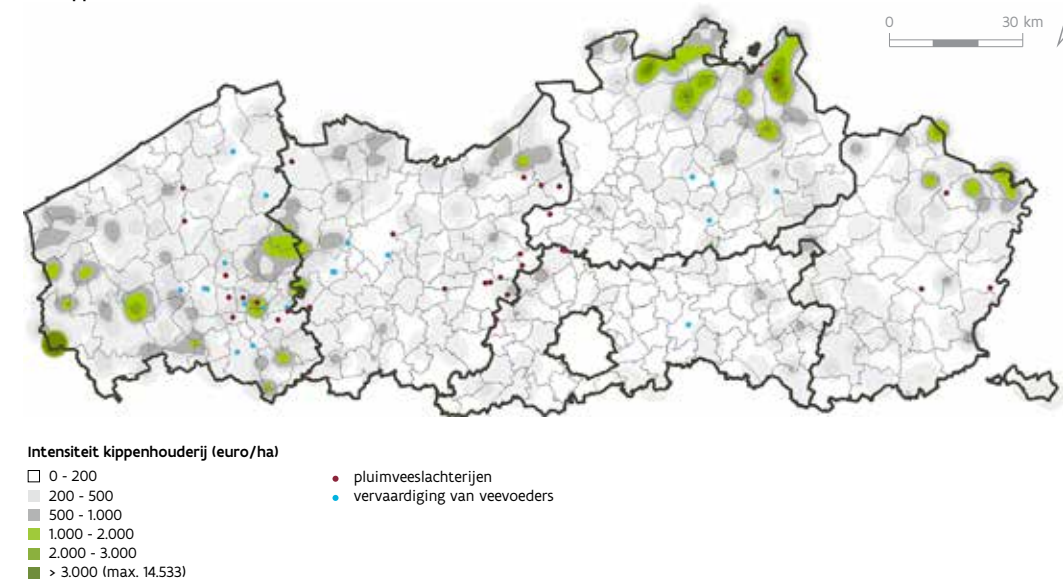 0 30 km
Intensiteit kippenhouderij (euro/ha)
0 - 200
200 - 500
500 - 1.000
1.000 - 2.000
2.000 - 3.000
> 3.000 (max. 14.533)
pluimveeslachterijen
vervaardiging van veevoeders